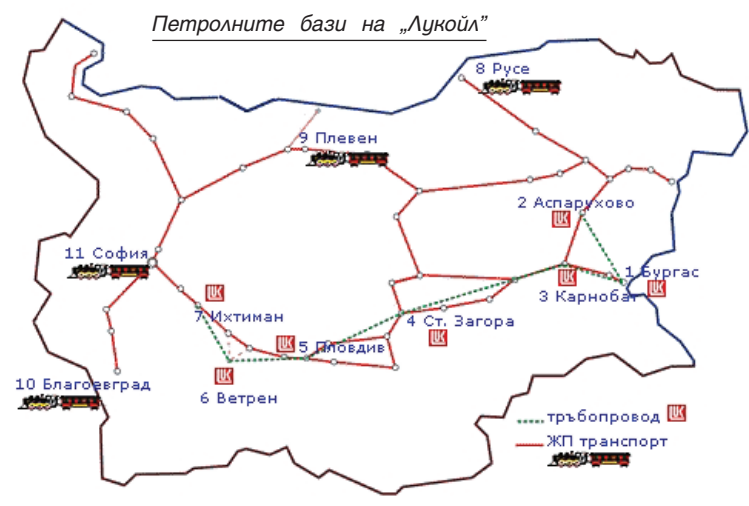 Петролните бази на „Лукойл”
8 Русе
9 Плевен
2 Аспарухово
11 София
1 Бургас
3 Карнобат
7 Ихтиман
4 Ст. Загора
5 Пловдив
10 Благоевград
6 Ветрен
тръбопровод
ЖП транспорт